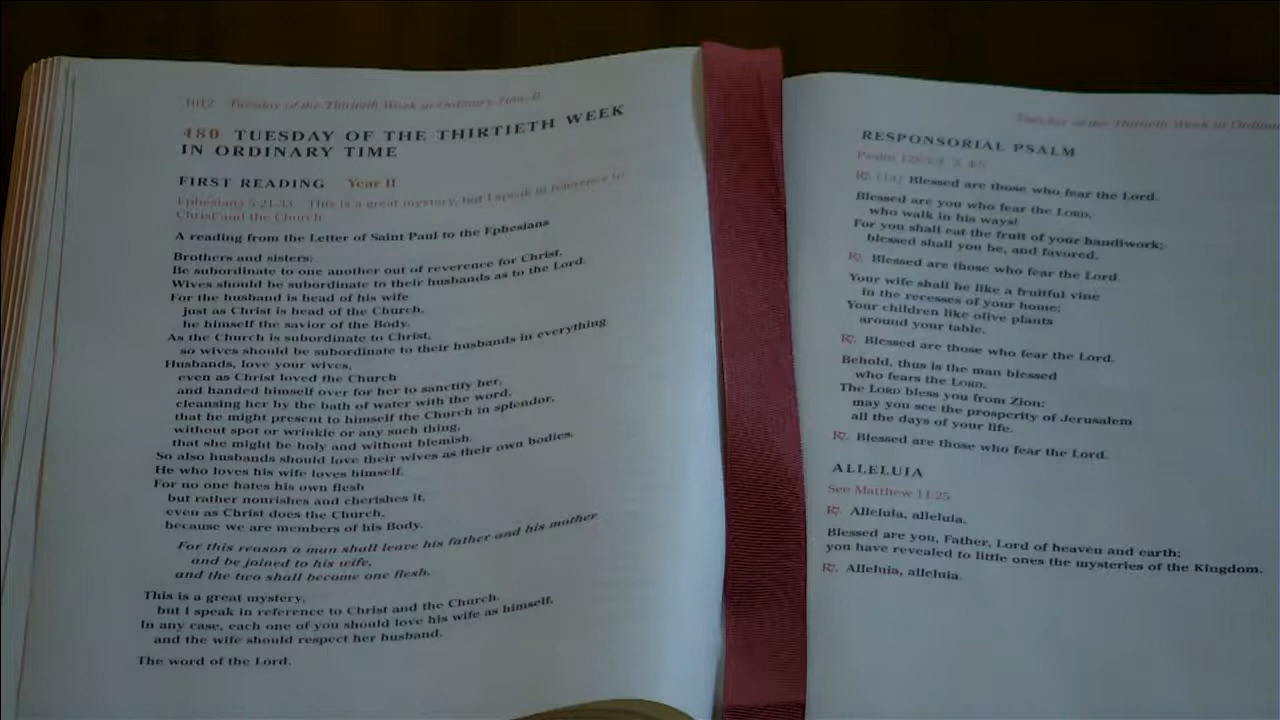 1012 Tuesday of the Thirtieth Week in Ordinary Time II
480 TUESDAY OF THE THIRTIETH WEEK
IN ORDINARY TIME
FIRST READING Year II
Ephesians 5:21-33 This is a great mystery, but I speak in reference to
Christ and the Church
A reading from the Letter of Saint Paul to the Ephesians
Brothers and sisters:
Be subordinate to one another out of reverence for Christ.
Wives should be subordinate to their husbands as to the Lord.
For the husband is head of his wife
just as Christ is head of the Church,
he himself the savior of the Body.
As the Church is subordinate to Christ,
so wives should be subordinate to their husbands in everything.
Husbands, love your wives,
even as Christ loved the Church
and handed himself over for her to sanctify her,
cleansing her by the bath of water with the word,
that he might present to himself the Church in splendor,
without spot or wrinkle or any such thing,
that she might be holy and without blemish.
So also husbands should love their wives as their own bodies.
He who loves his wife loves himself.
For no one hates his own flesh
but rather nourishes and cherishes it,
even as Christ does the Church,
because we are members of his Body.
For this reason a man shall leave his father and his mother
and be joined to his wife,
and the two shall become one flesh.
This is a great mystery,
but I speak in reference to Christ and the Church.
In any case, each one of you should love his wife as himself,
and the wife should respect her husband.
The word of the Lord.
Tuesday of the Thirtieth Week in Ordinary
RESPONSORIAL PSALM
Psalm 128:1-2, 3, 4-5
℟. (1a) Blessed are those who fear the Lord.
Blessed are you who fear the LORD,
who walk in his ways!
For you shall eat the fruit of your handiwork;
blessed shall you be, and favored.
℟. Blessed are those who fear the Lord.
Your wife shall be like a fruitful vine
in the recesses of your home;
Your children like olive plants
around your table.
℟. Blessed are those who fear the Lord.
Behold, thus is the man blessed
who fears the LORD.
The LORD bless you from Zion:
may you see the prosperity of Jerusalem
all the days of your life.
℟. Blessed are those who fear the Lord.
ALLELUIA
See Matthew 11:25
℟. Alleluia, alleluia.
Blessed are you, Father, Lord of heaven and earth;
you have revealed to little ones the mysteries of the Kingdom.
℟. Alleluia, alleluia.